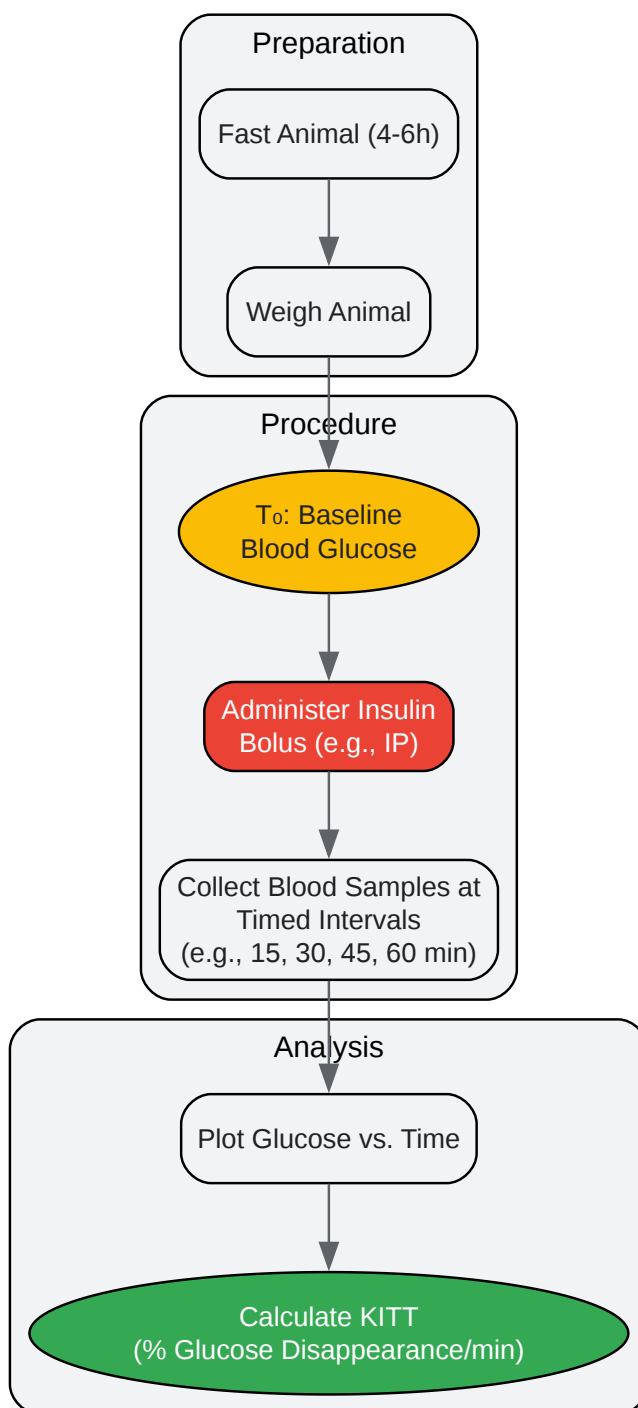 Preparation
Fast Animal (4-6h)
Weigh Animal
Procedure
T₀: Baseline
Blood Glucose
Administer Insulin
Bolus (e.g., IP)
Collect Blood Samples at
Timed Intervals
(e.g., 15, 30, 45, 60 min)
Analysis
Plot Glucose vs. Time
Calculate KITT
(% Glucose Disappearance/min)